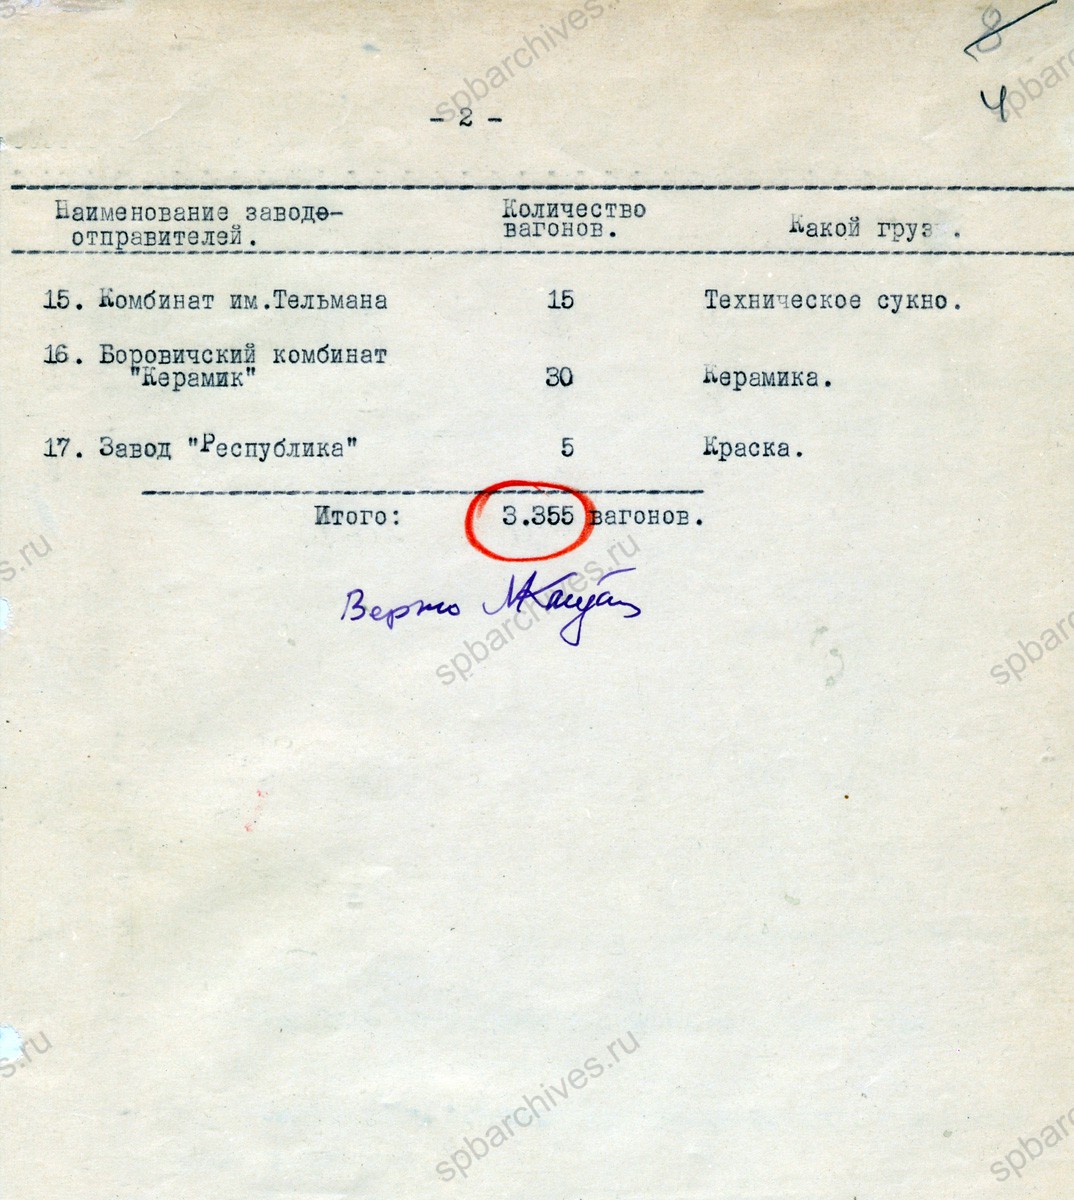 8
4
- 2 -
Наименование заводо-
отправителей.
Количество
вагонов.
Какой груз .
15. Комбинат им.Тельмана 15 Техническое сукно.
16. Боровичский комбинат
"Керамик" 30 Керамика.
17. Завод "Республика" 5 Краска.
Итого: 3.355 вагонов.
Верно
spbarchives.ru